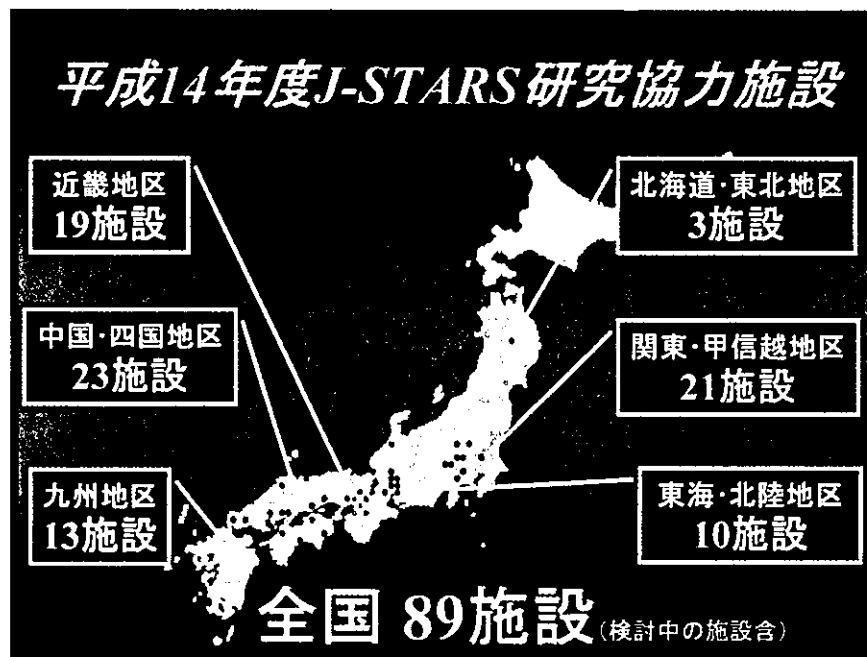 平成14年度J-STARS研究協力施設
近畿地区
19施設
北海道・東北地区
3施設
中国・四国地区
23施設
関東・甲信越地区
21施設
九州地区
13施設
東海・北陸地区
10施設
全国 89施設(検討中の施設含)